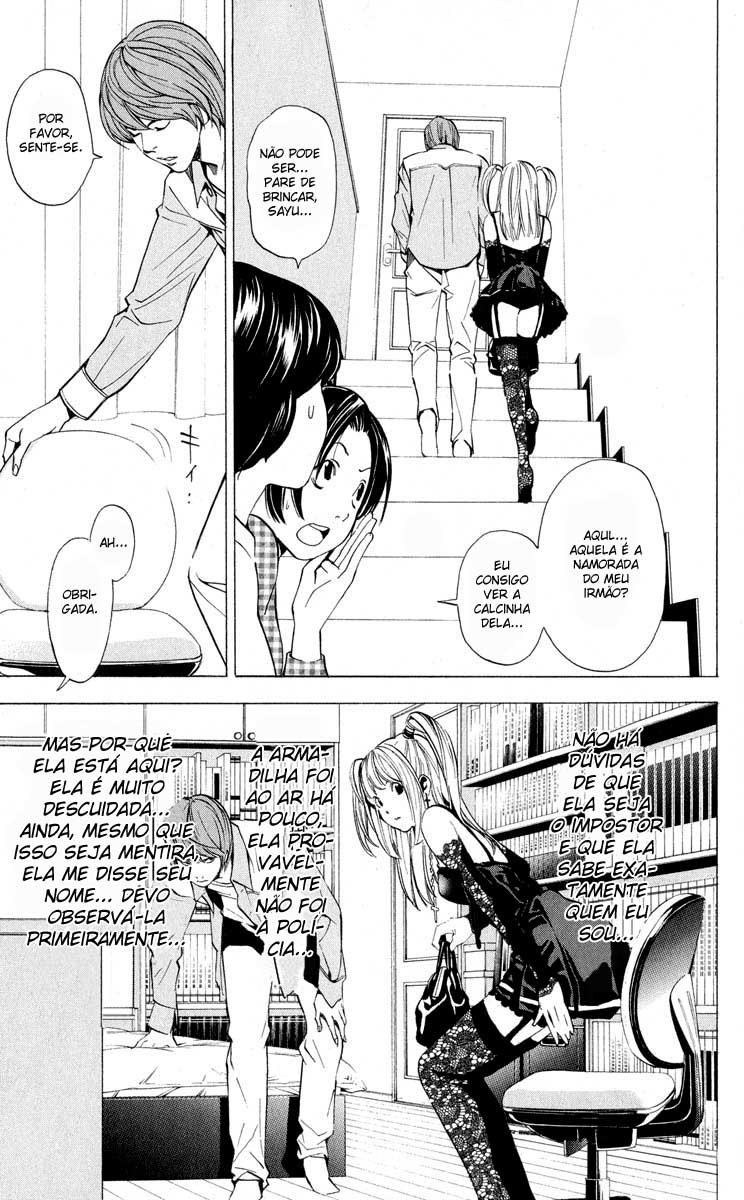 AQUI...
AQUELA É A
NAMORADA
DO MEU
IRMÃO?
EU
CONSIGO
VER A
CALCINHA
DELA...
NÃO PODE
SER...
PARE DE
BRINCAR,
SAYU...
POR
FAVOR,
SENTE-SE.
キィ..
AH...
OBRI-
GADA.
NÃO HÁ
DÚVIDAS
DE QUE
ELA SEJA
O IMPOSTOR
E QUE ELA
SABE EXA-
TAMENTE
QUEM EU
SOU...
A ARMA-
DILHA FOI
AO AR HÁ
POUCO.
ELA PRO-
VAVEL-
MENTE
NÃO FOI
À POLÍ-
CIA...
MAS POR QUÊ
ELA ESTÁ AQUI?
ELA É MUITO
DESCUIDADA...
AINDA, MESMO QUE
ISSO SEJA MENTIRA,
ELA ME DISSE SEU
NOME... DEVO
OBSERVÁ-LA
PRIMEIRAMENTE...